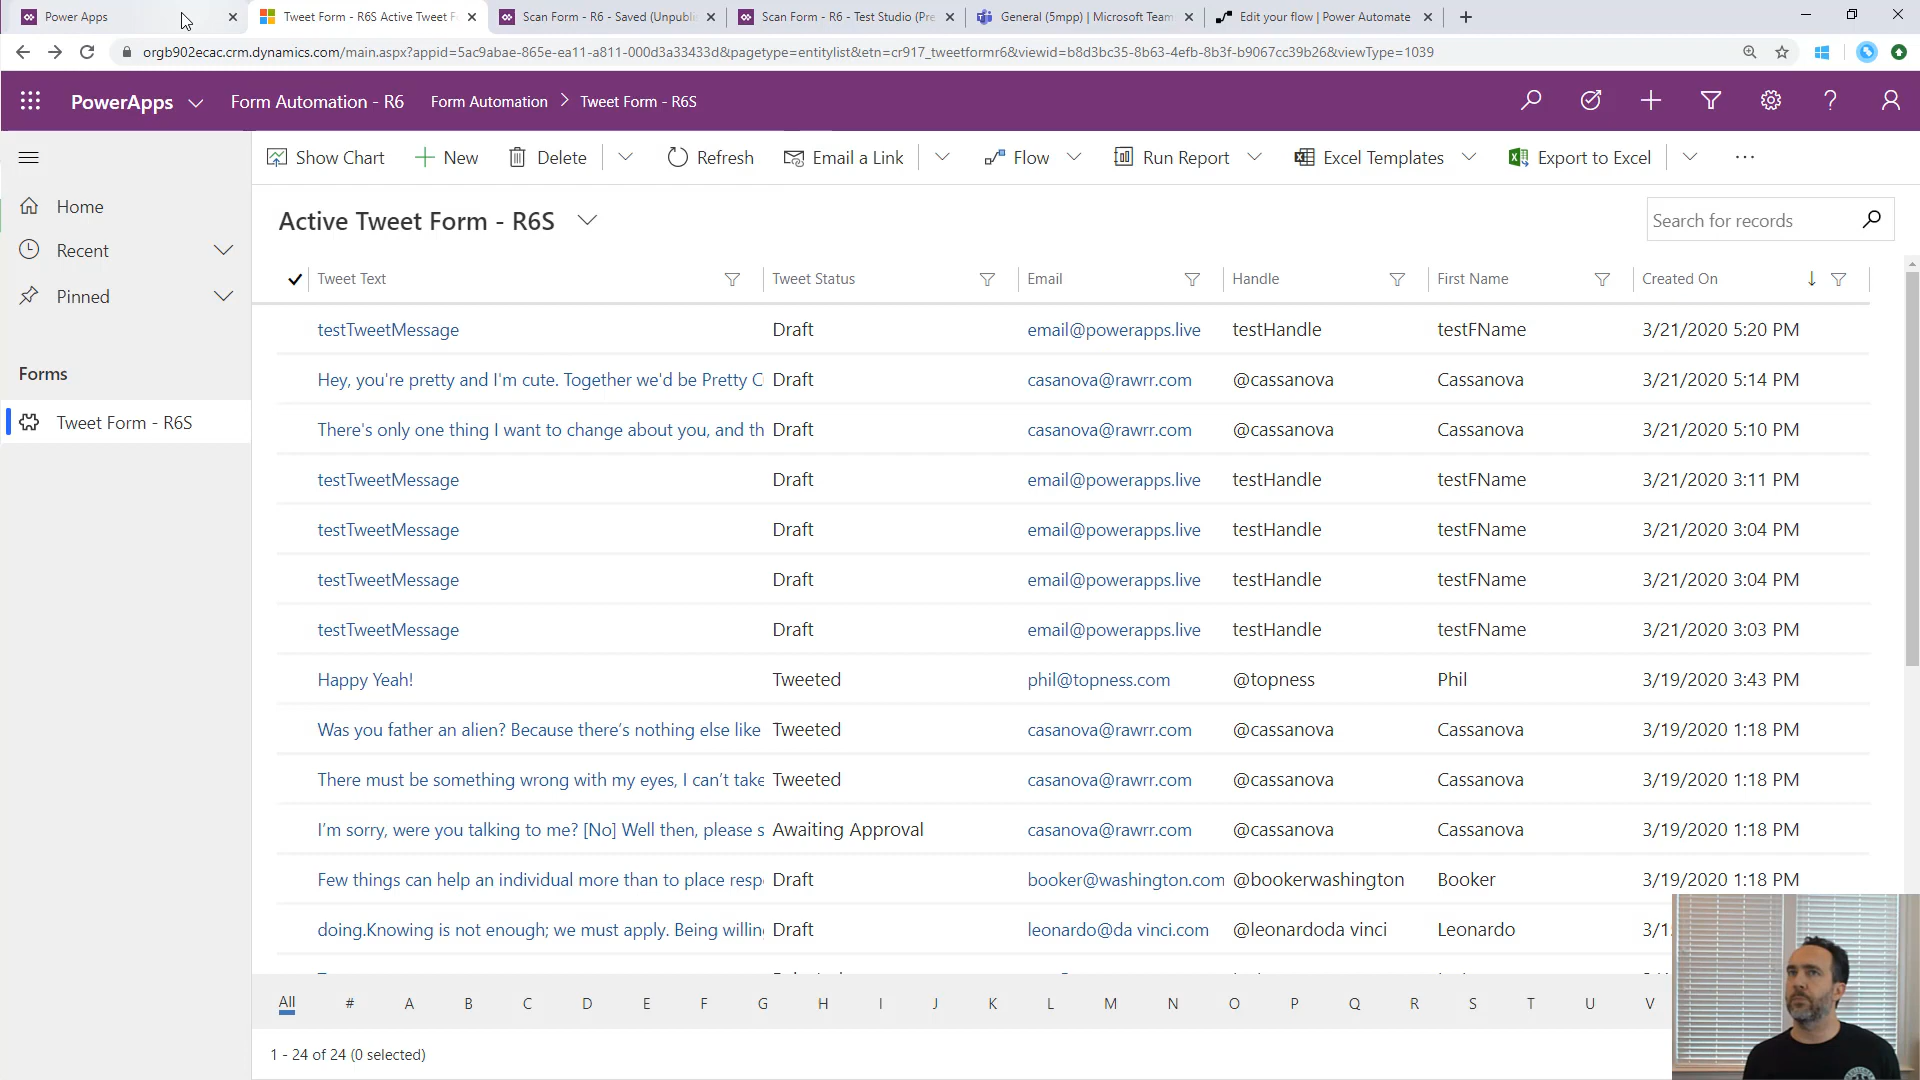 Power Apps
Tweet Form - R6S Active Tweet F
Scan Form - R6 - Saved (Unpubli
Scan Form - R6 - Test Studio (Pre
General (5mpp) | Microsoft Team
Edit your flow | Power Automate
orgb902ecac.crm.dynamics.com/main.aspx?appid=5ac9abae-865e-ea11-a811-000d3a33433d&pagetype=entitylist&etn=cr917_tweetformr6&viewid=b8d3bc35-8b63-4efb-8b3f-b9067cc39b26&viewType=1039
PowerApps Form Automation - R6 Form Automation > Tweet Form - R6S
Show Chart New Delete Refresh Email a Link Flow Run Report Excel Templates Export to Excel
Home
Recent
Pinned
Forms
Tweet Form - R6S
Active Tweet Form - R6S
Search for records
Tweet Text Tweet Status Email Handle First Name Created On
testTweetMessage Draft email@powerapps.live testHandle testFName 3/21/2020 5:20 PM
Hey, you're pretty and I'm cute. Together we'd be Pretty C Draft casanova@rawrr.com @cassanova Cassanova 3/21/2020 5:14 PM
There's only one thing I want to change about you, and th Draft casanova@rawrr.com @cassanova Cassanova 3/21/2020 5:10 PM
testTweetMessage Draft email@powerapps.live testHandle testFName 3/21/2020 3:11 PM
testTweetMessage Draft email@powerapps.live testHandle testFName 3/21/2020 3:04 PM
testTweetMessage Draft email@powerapps.live testHandle testFName 3/21/2020 3:04 PM
testTweetMessage Draft email@powerapps.live testHandle testFName 3/21/2020 3:03 PM
Happy Yeah! Tweeted phil@topness.com @topness Phil 3/19/2020 3:43 PM
Was you father an alien? Because there's nothing else like Tweeted casanova@rawrr.com @cassanova Cassanova 3/19/2020 1:18 PM
There must be something wrong with my eyes, I can't take Tweeted casanova@rawrr.com @cassanova Cassanova 3/19/2020 1:18 PM
I'm sorry, were you talking to me? [No] Well then, please s Awaiting Approval casanova@rawrr.com @cassanova Cassanova 3/19/2020 1:18 PM
Few things can help an individual more than to place resp Draft booker@washington.com @bookerwashington Booker 3/19/2020 1:18 PM
doing.Knowing is not enough; we must apply. Being willin Draft leonardo@da vinci.com @leonardoda vinci Leonardo 3/1
All # A B C D E F G H I J K L M N O P Q R S T U V
1 - 24 of 24 (0 selected)